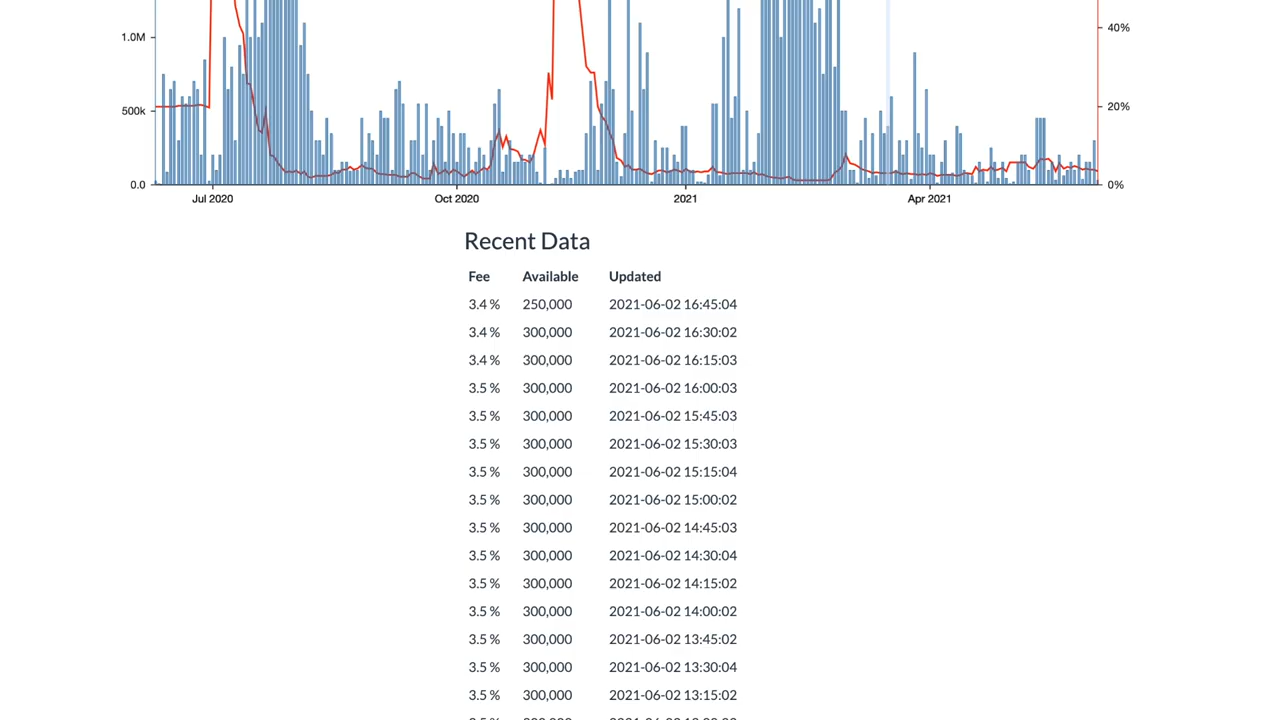 1.0M 40%
500k 20%
0.0 0%
Jul 2020 Oct 2020 2021 Apr 2021
Recent Data
Fee Available Updated
3.4 % 250,000 2021-06-02 16:45:04
3.4 % 300,000 2021-06-02 16:30:02
3.4 % 300,000 2021-06-02 16:15:03
3.5 % 300,000 2021-06-02 16:00:03
3.5 % 300,000 2021-06-02 15:45:03
3.5 % 300,000 2021-06-02 15:30:03
3.5 % 300,000 2021-06-02 15:15:04
3.5 % 300,000 2021-06-02 15:00:02
3.5 % 300,000 2021-06-02 14:45:03
3.5 % 300,000 2021-06-02 14:30:04
3.5 % 300,000 2021-06-02 14:15:02
3.5 % 300,000 2021-06-02 14:00:02
3.5 % 300,000 2021-06-02 13:45:02
3.5 % 300,000 2021-06-02 13:30:04
3.5 % 300,000 2021-06-02 13:15:02